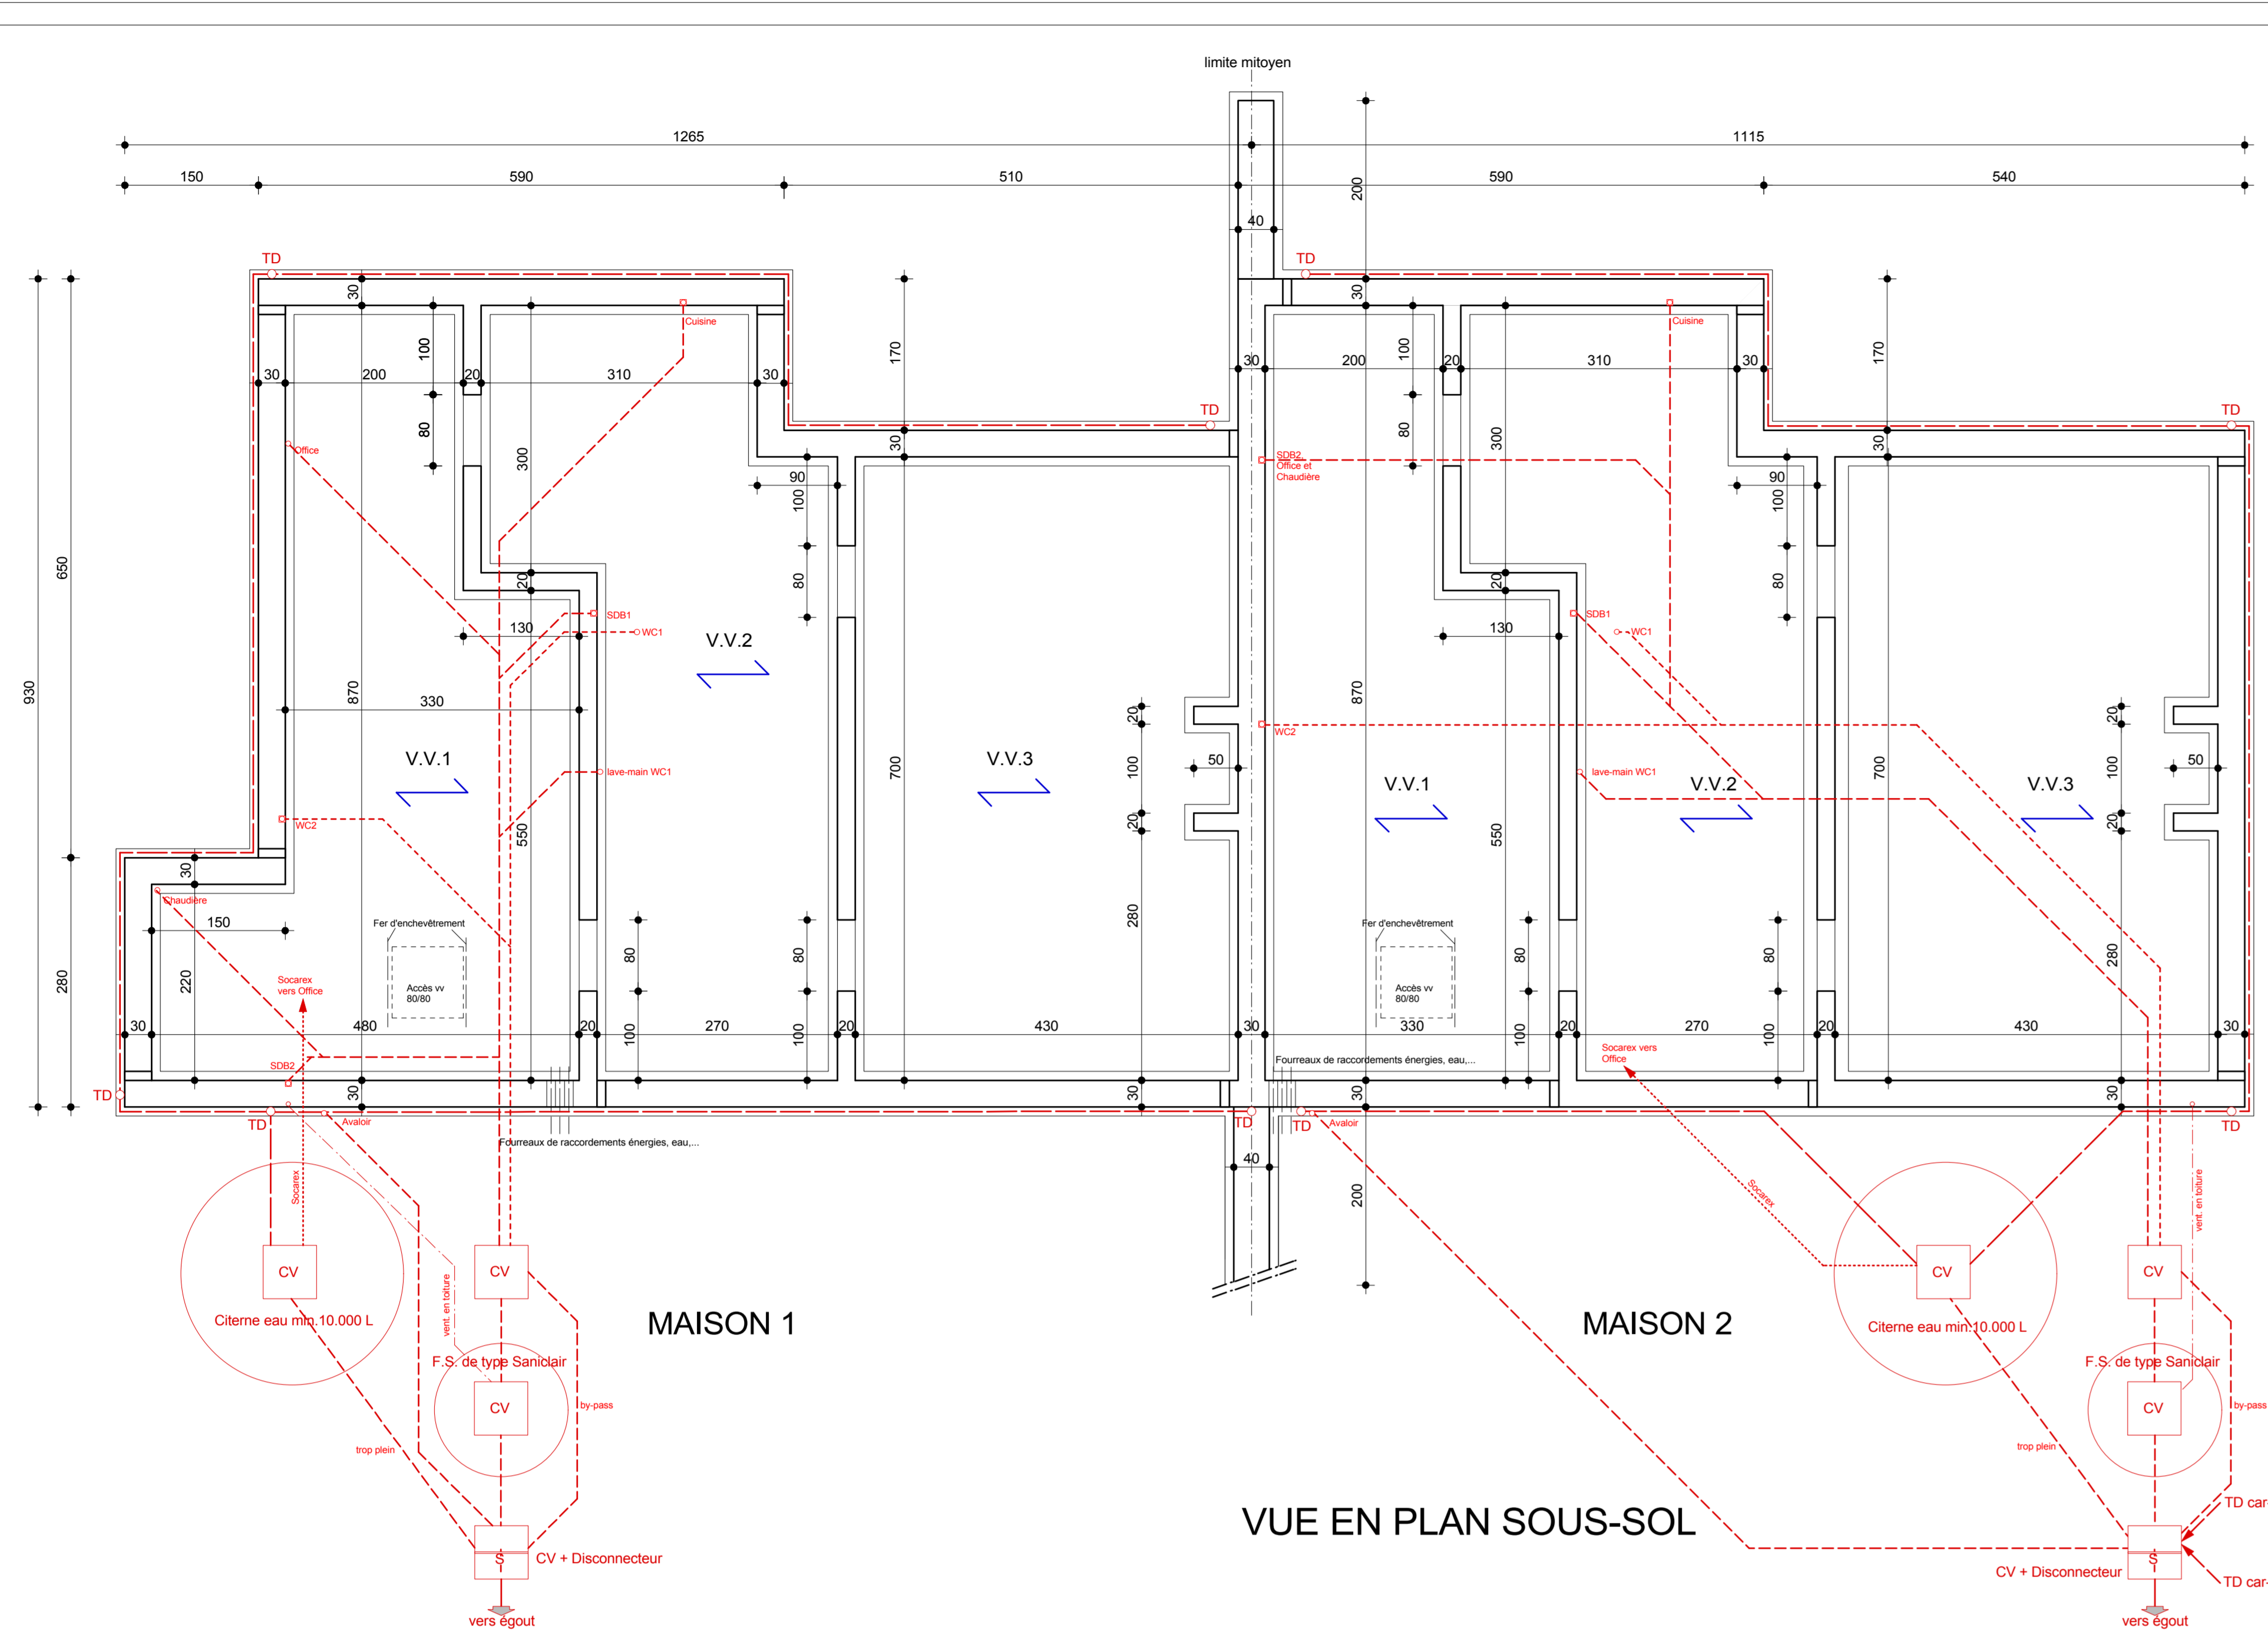 limite mitoyen
1265
1115
150
590
510
590
540
200
40
TD
TD
30
30
Cuisine
Cuisine
100
170
100
170
30
200
20
310
30
30
200
20
310
30
TD
TD
80
80
Office
300
30
300
30
SDB2,
Office et
Chaudière
90
100
90
100
650
20
80
20
80
SDB1
SDB1
130
WC1
V.V.2
130
WC1
930
870
330
870
20
20
WC2
V.V.1
V.V.3
700
100
50
lave-main WC1
V.V.1
lave-main WC1
V.V.2
700
V.V.3
100
50
WC2
550
20
550
20
30
Chaudière
150
Fer d'enchevêtrement
280
Fer d'enchevêtrement
280
80
80
80
80
280
220
Socarex
vers Office
Accès vv
80/80
Accès vv
80/80
30
480
20
270
20
430
30
330
20
270
20
430
30
100
100
100
100
Socarex vers
Office
Fourreaux de raccordements énergies, eau,...
SDB2
TD
30
30
30
30
TD
Avaloir
TD
TD
Avaloir
TD
Fourreaux de raccordements énergies, eau,...
40
200
Socarex
Socarex
vent. en toiture
CV
CV
CV
CV
vent. en toiture
Citerne eau min.10.000 L
MAISON 1
MAISON 2
Citerne eau min.10.000 L
F.S. de type Saniclair
F.S. de type Saniclair
CV
by-pass
CV
by-pass
trop plein
trop plein
VUE EN PLAN SOUS-SOL
TD car-
S
CV + Disconnecteur
S
CV + Disconnecteur
TD car-
vers égout
vers égout